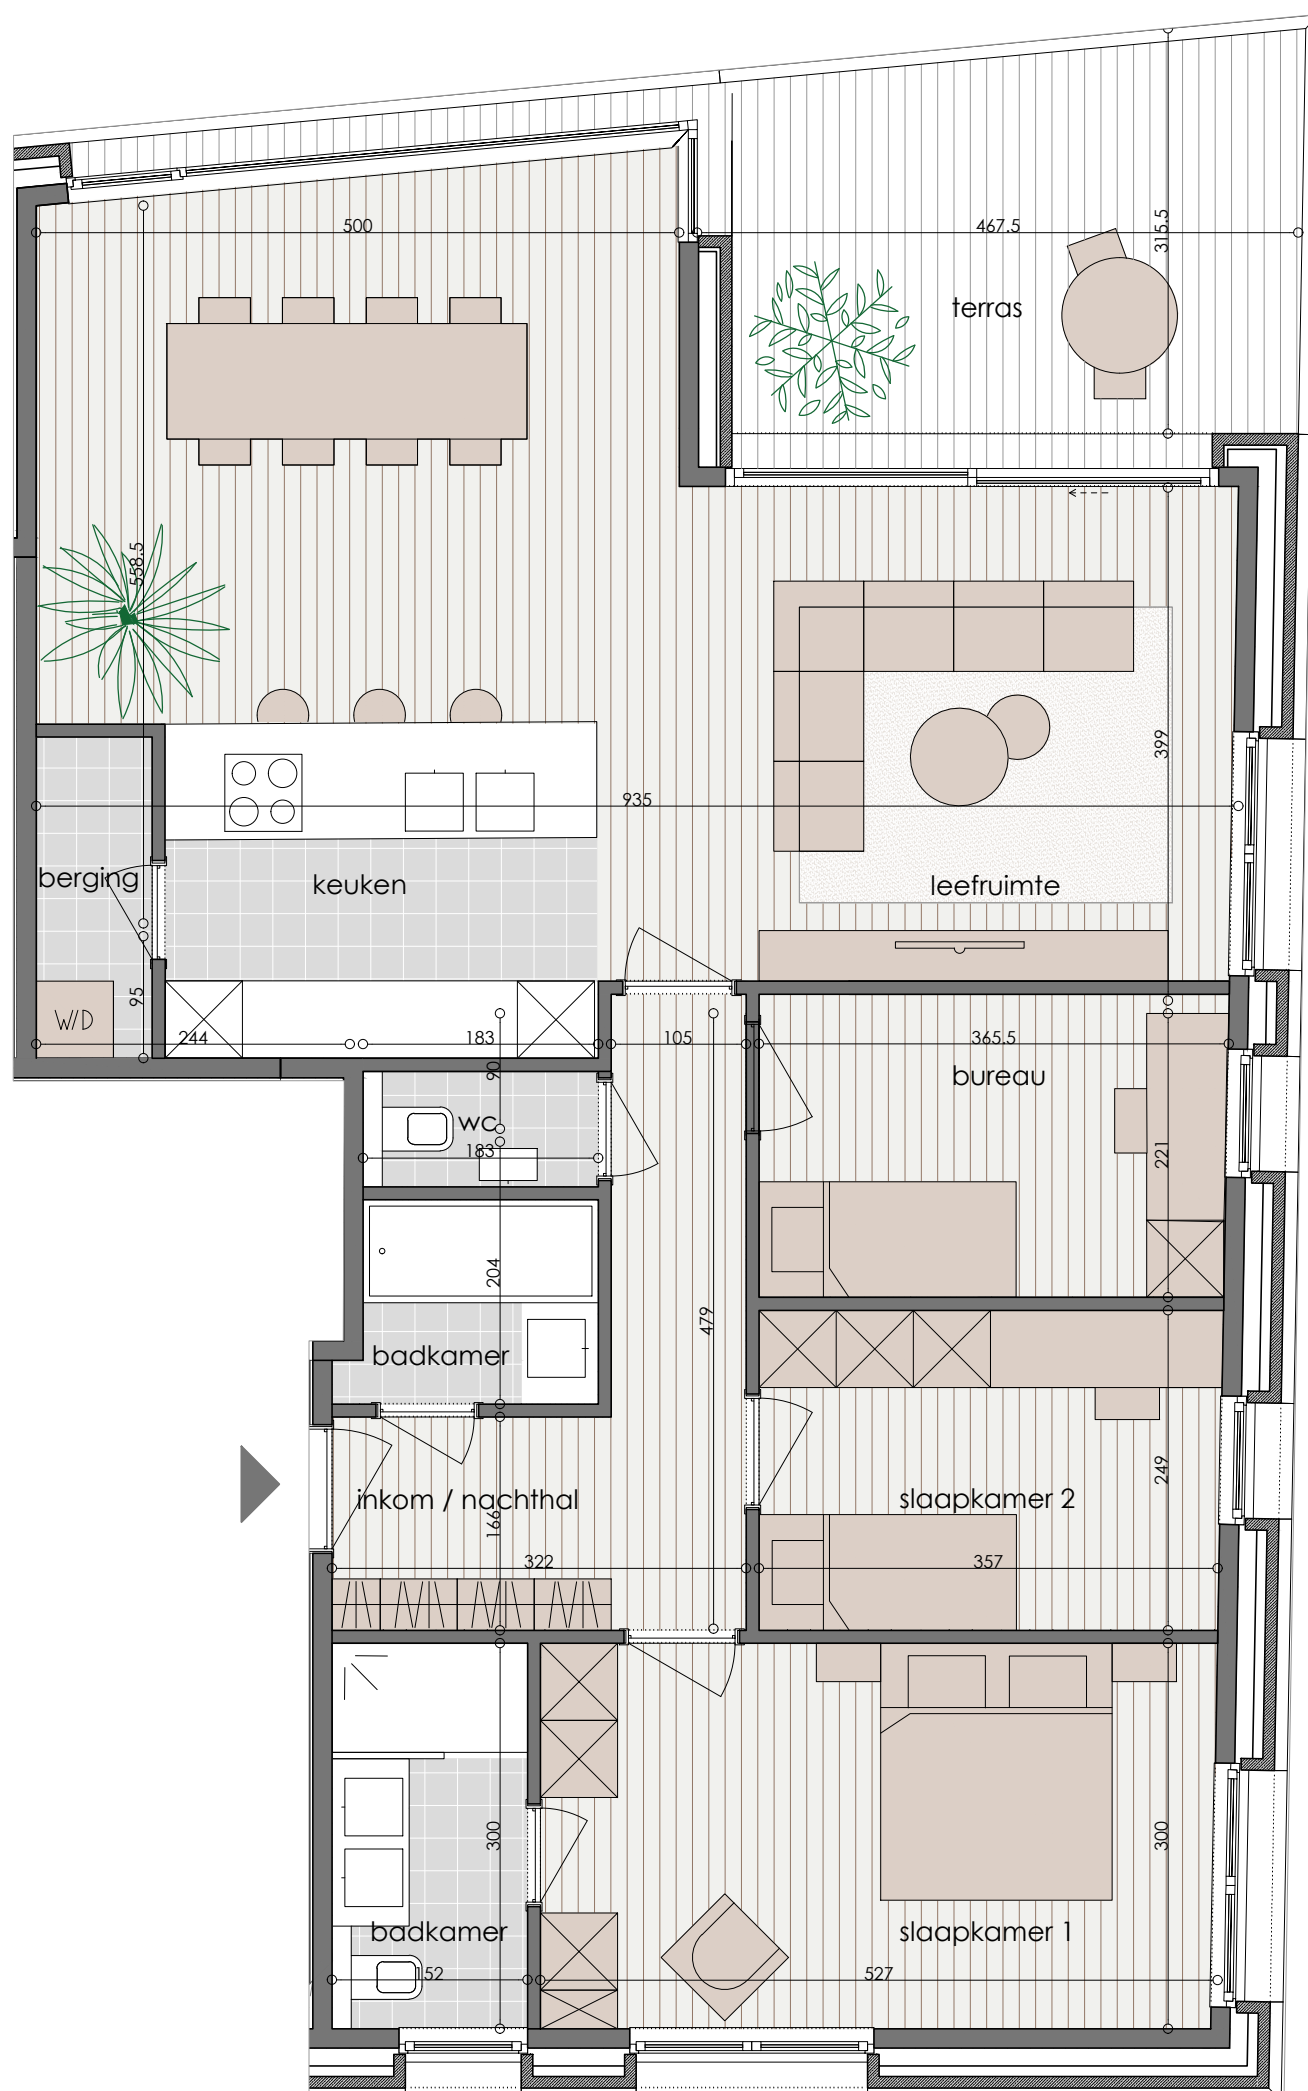 500
467.5
315.5
terras
558.5
399
935
berging
keuken
leefruimte
95
W/D
244
183
105
365.5
90
bureau
wc
183
221
204
479
badkamer
249
inkom / nachthal
slaapkamer 2
166
322
357
300
300
badkamer
slaapkamer 1
152
527